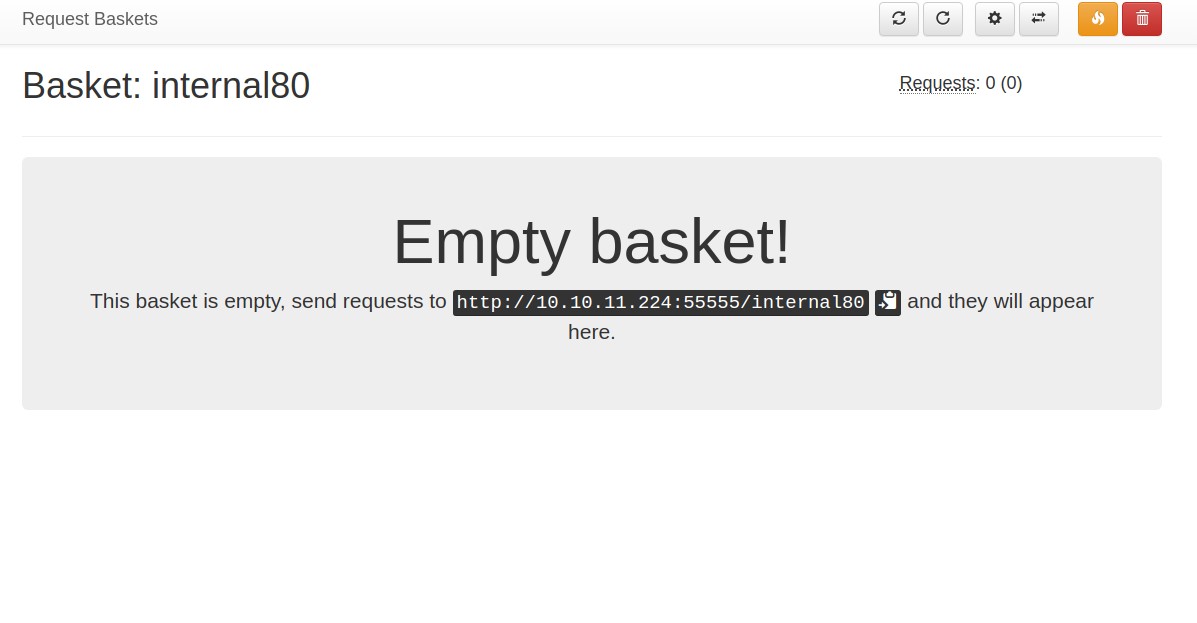 Request Baskets
Basket: internal80
Requests: 0 (0)
Empty basket!
This basket is empty, send requests to http://10.10.11.224:55555/internal80 and they will appear
here.